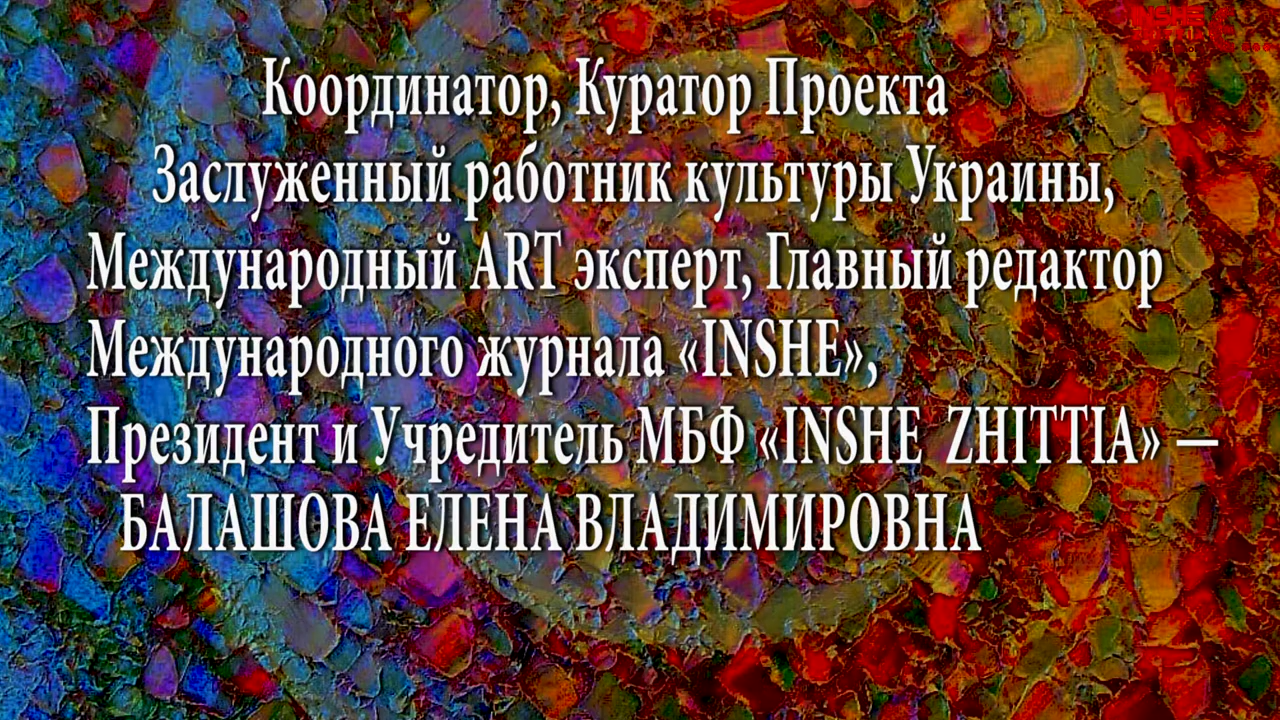 INSHE
Координатор, Куратор Проекта
Заслуженный работник культуры Украины,
Международный ART эксперт, Главный редактор
Международного журнала «INSHE»,
Президент и Учредитель МБФ «INSHE ZHITTIA» —
БАЛАШОВА ЕЛЕНА ВЛАДИМИРОВНА